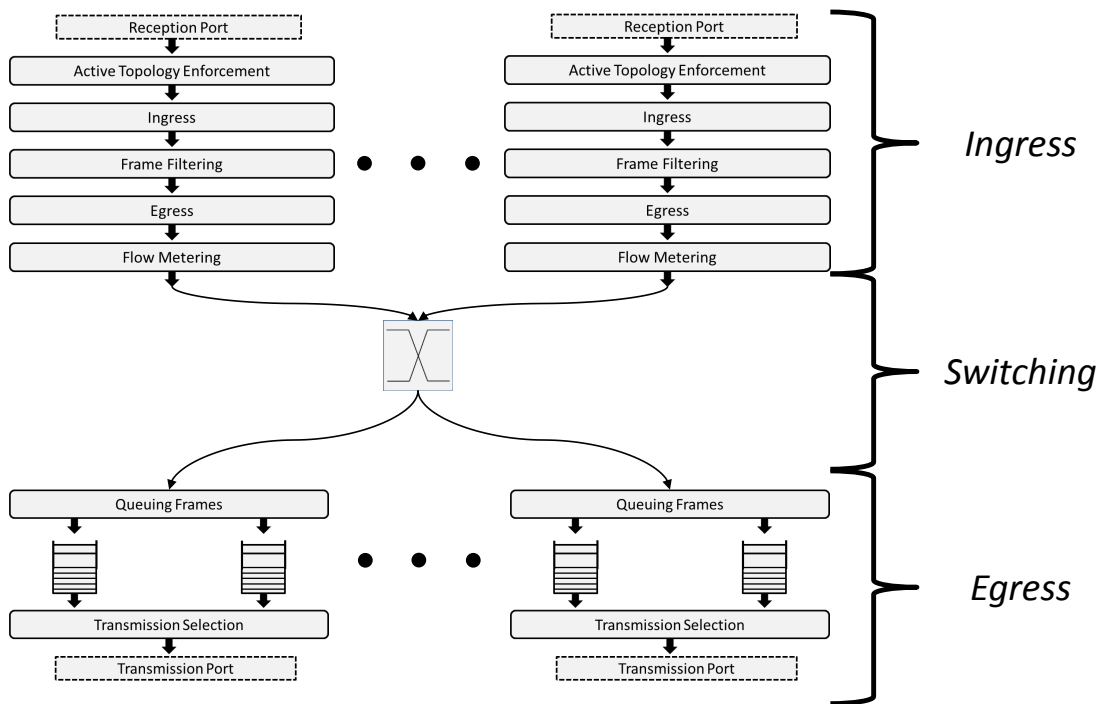 Reception Port
Reception Port
Active Topology Enforcement
Active Topology Enforcement
Ingress
Ingress
Ingress
Frame Filtering
Frame Filtering
Egress
Egress
Flow Metering
Flow Metering
Switching
Queuing Frames
Queuing Frames
Egress
Transmission Selection
Transmission Selection
Transmission Port
Transmission Port